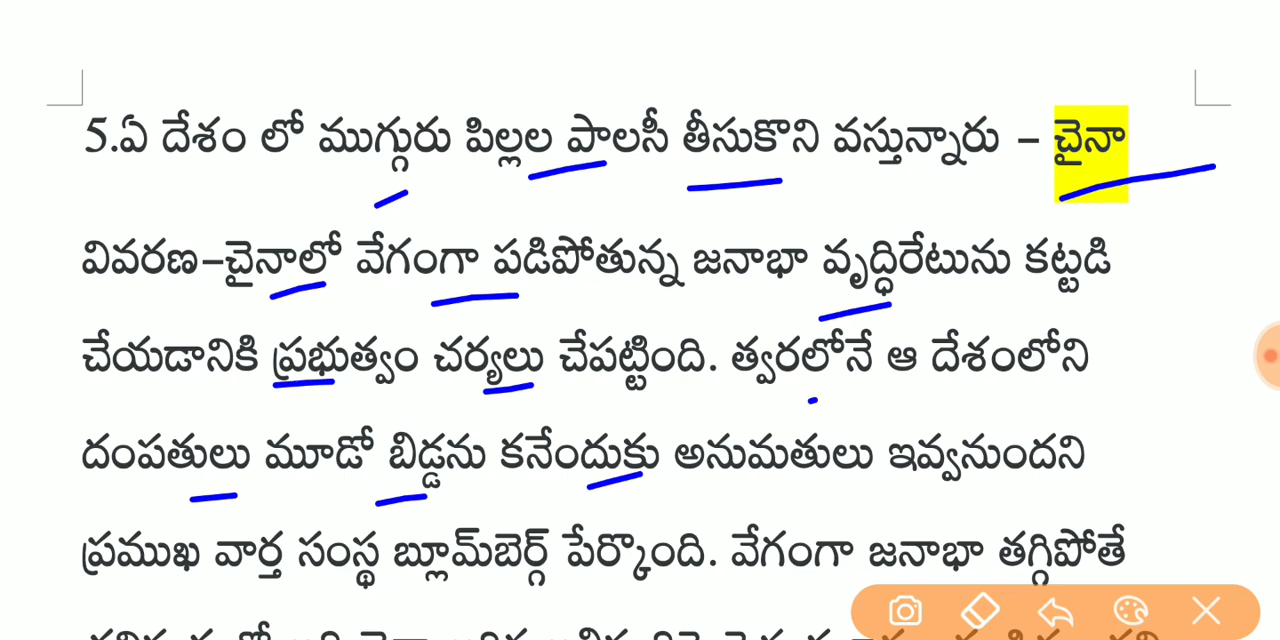 5.ఏ దేశం లో ముగ్గురు పిల్లల పాలసీ తీసుకొని వస్తున్నారు – చైనా
వివరణ–చైనాలో వేగంగా పడిపోతున్న జనాభా వృద్ధిరేటును కట్టడి
చేయడానికి ప్రభుత్వం చర్యలు చేపట్టింది. త్వరలోనే ఆ దేశంలోని
దంపతులు మూడో బిడ్డను కనేందుకు అనుమతులు ఇవ్వనుందని
ప్రముఖ వార్త సంస్థ బ్లూమ్‌బెర్గ్ పేర్కొంది. వేగంగా జనాభా తగ్గిపోతే